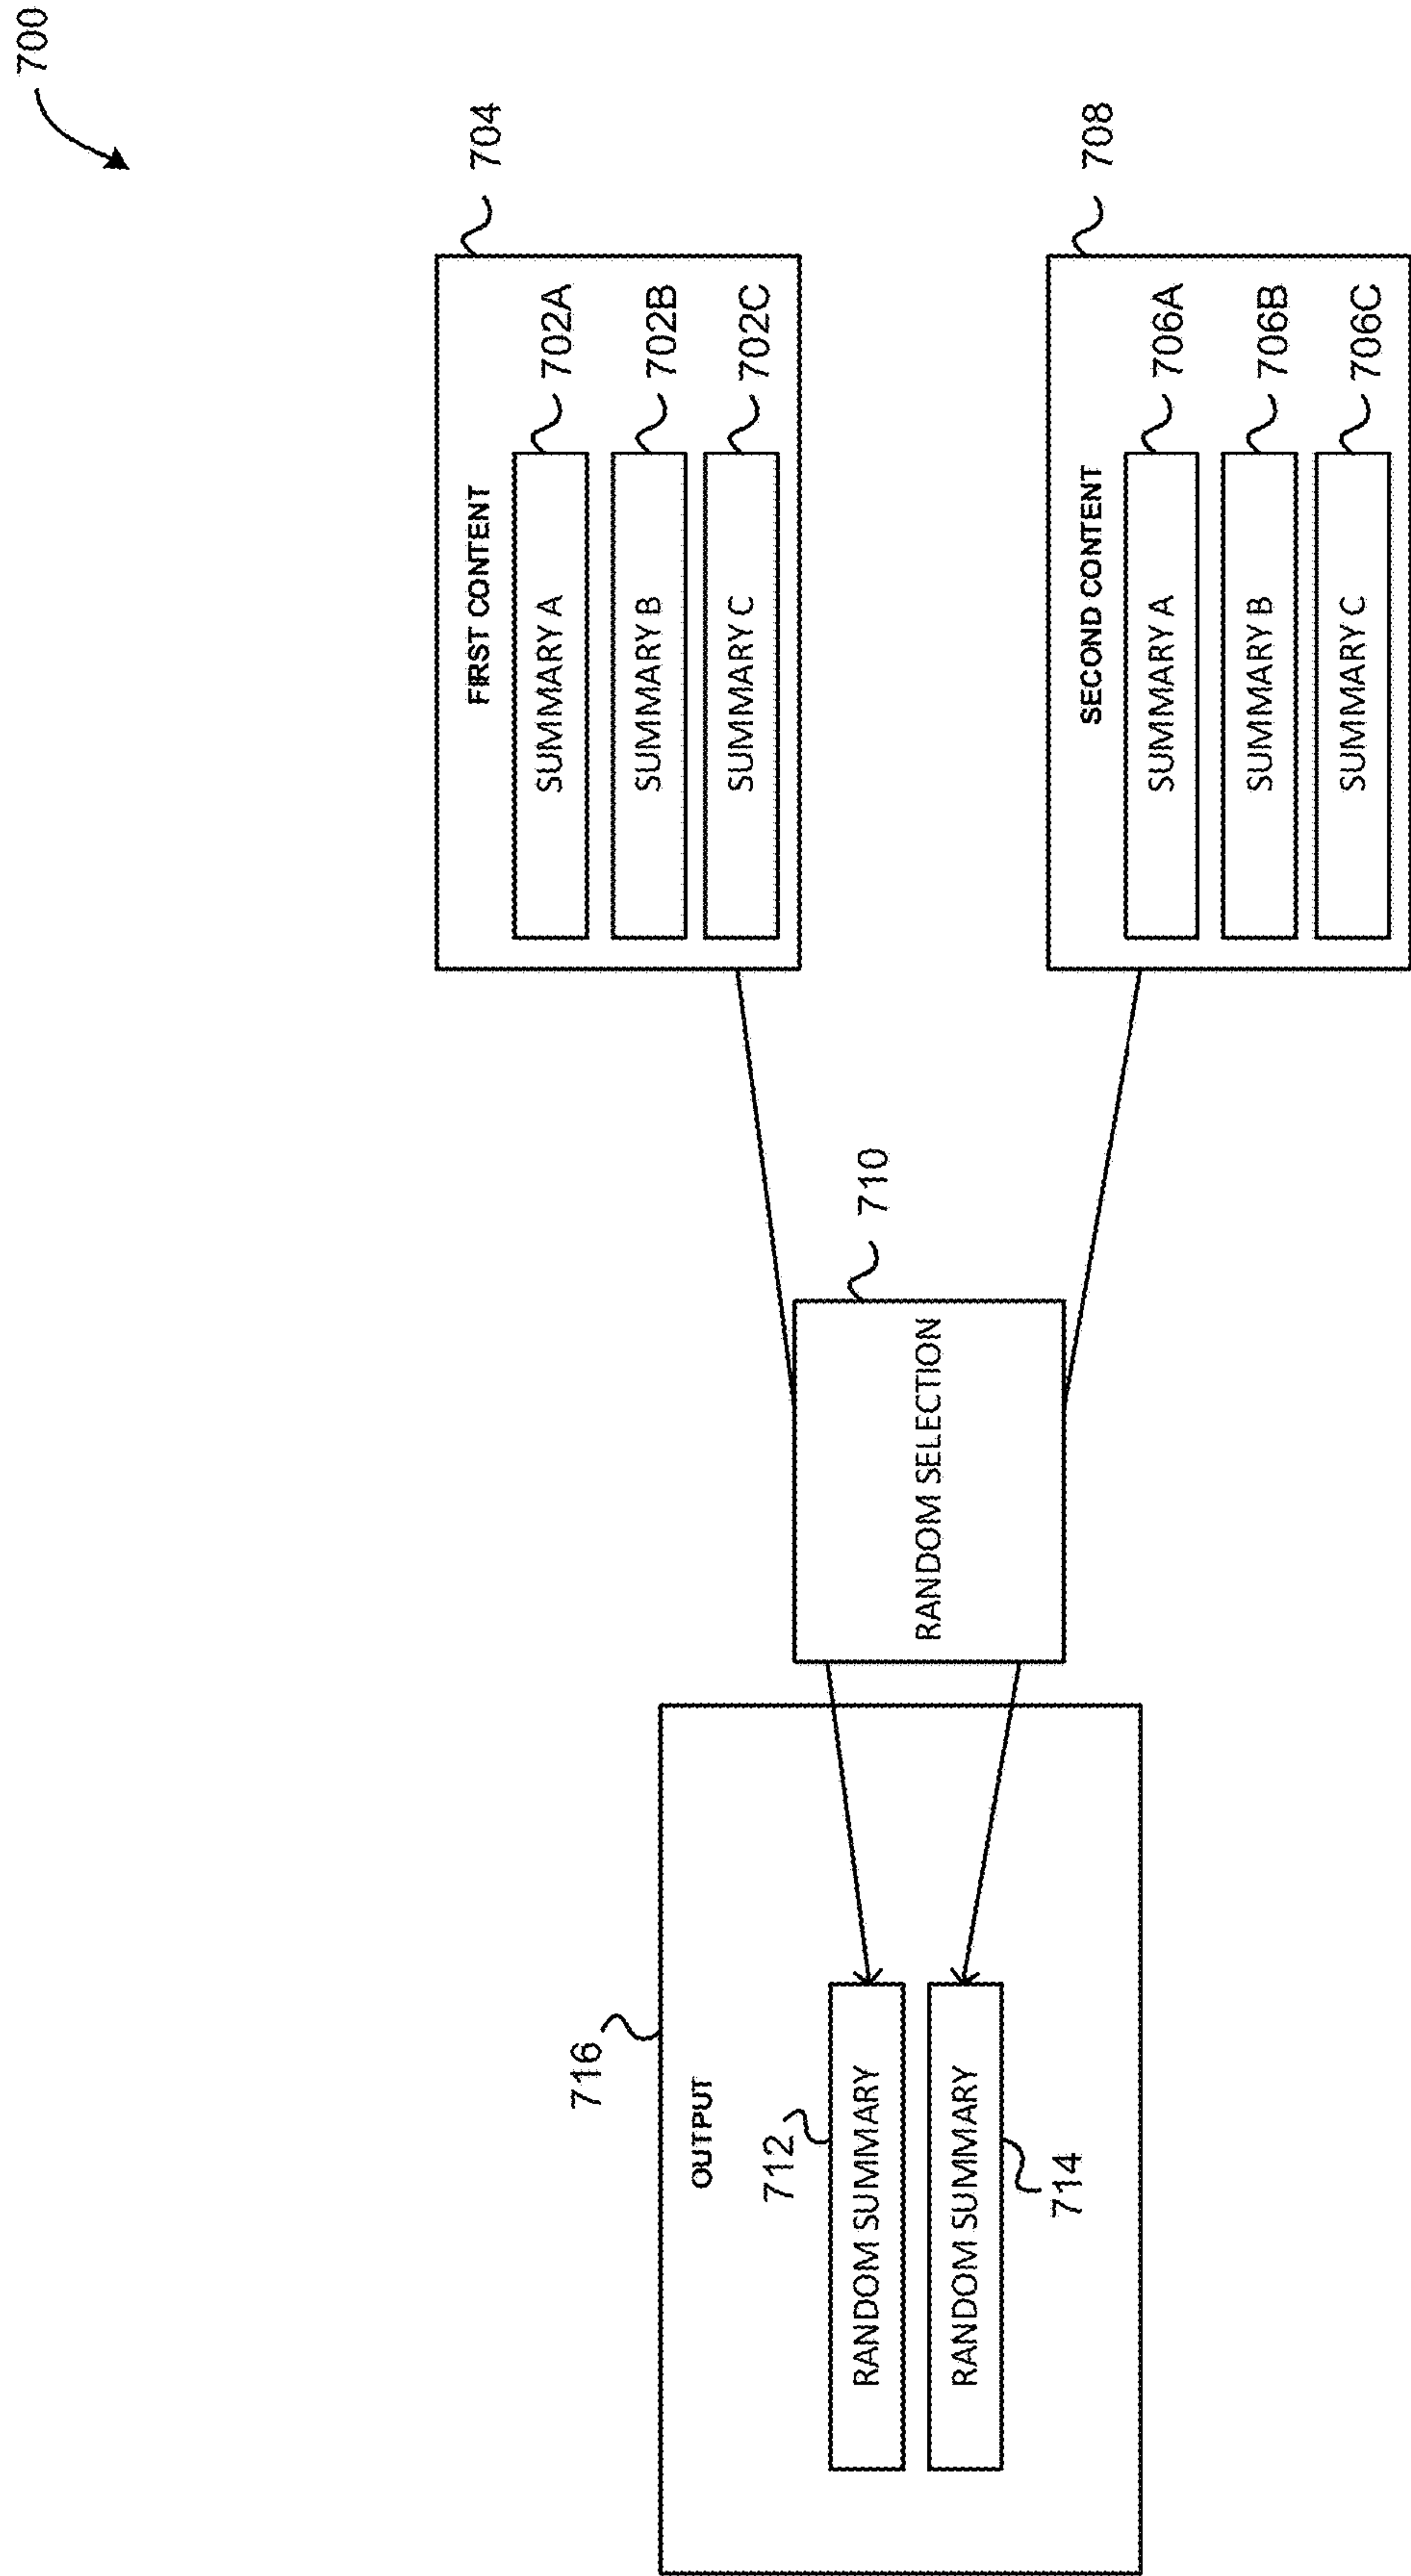 700
OUTPUT
716
712
RANDOM SUMMARY
RANDOM SUMMARY
714
RANDOM SELECTION
710
FIRST CONTENT
704
SUMMARY A
702A
SUMMARY B
702B
SUMMARY C
702C
SECOND CONTENT
708
SUMMARY A
706A
SUMMARY B
706B
SUMMARY C
706C